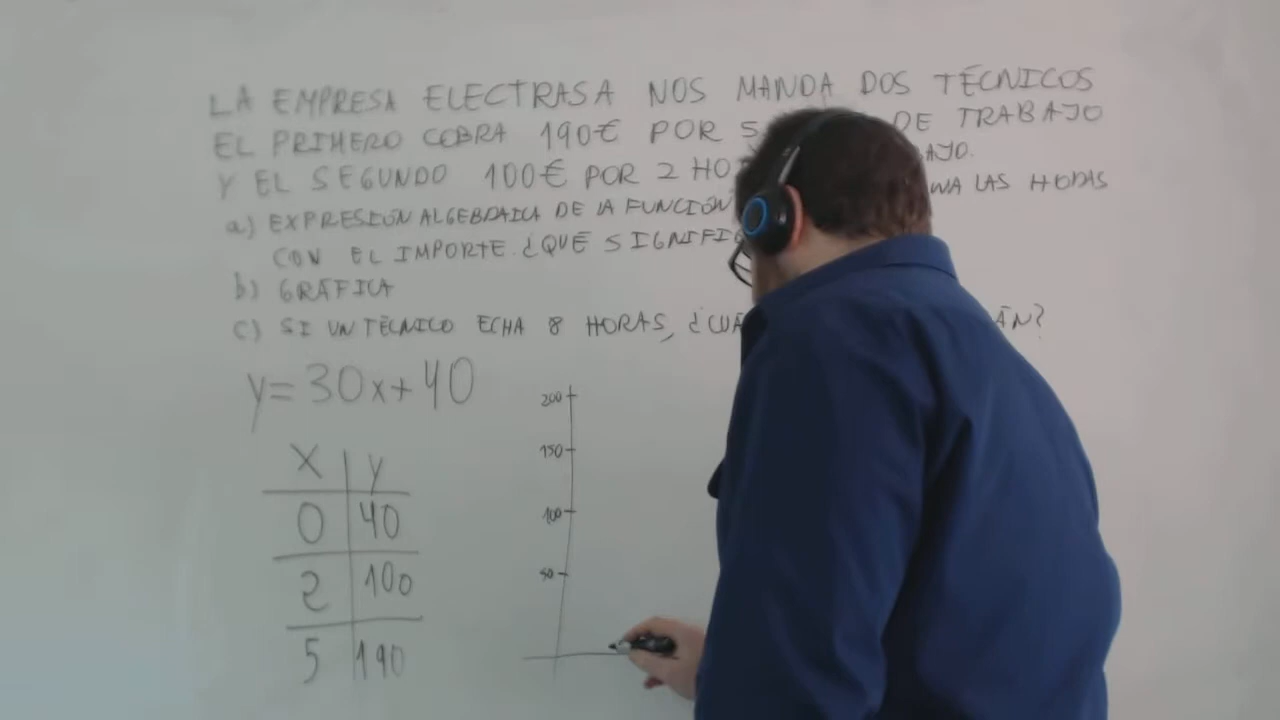 LA EMPRESA ELECTRASA NOS MANDA DOS TÉCNICOS
EL PRIMERO COBRA 190€ POR 5 DE TRABAJO
Y EL SEGUNDO 100€ POR 2
a) EXPRESIÓN ALGEBRAICA DE LA FUNCIÓN LAS HORAS
CON EL IMPORTE. ¿QUÉ
b) GRÁFICA
c) SI UN TÉCNICO ECHA 8 HORAS,
y=30x+40
x y
0 40
2 100
5 190
200
150
100
50